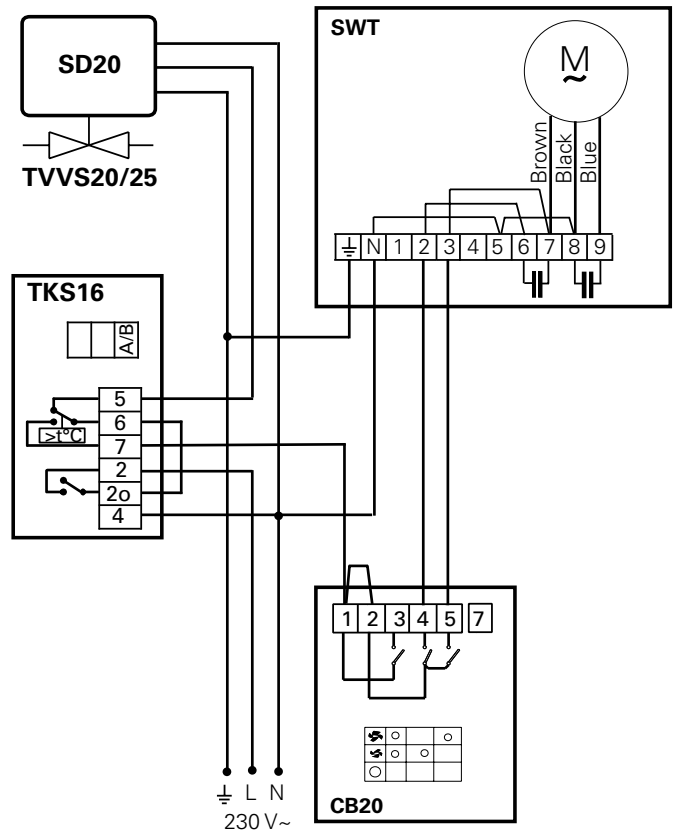 SD20
TVVS20/25
SWT
M
~
Brown
Black
Blue
N 1 2 3 4 5 6 7 8 9
TKS16
A/B
5
6
>t°C
7
2
2o
4
1 2 3 4 5 7
CB20
L N
230 V~